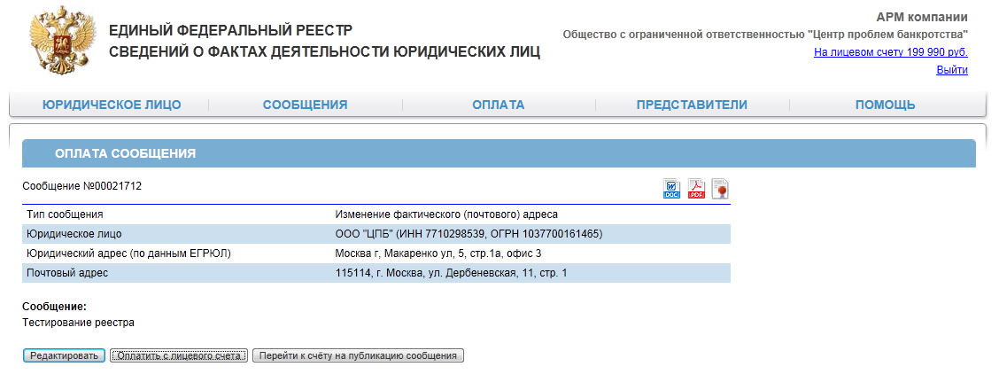 ЕДИНЫЙ ФЕДЕРАЛЬНЫЙ РЕЕСТР
СВЕДЕНИЙ О ФАКТАХ ДЕЯТЕЛЬНОСТИ ЮРИДИЧЕСКИХ ЛИЦ
АРМ компании
Общество с ограниченной ответственностью "Центр проблем банкротства"
На лицевом счету 199 990 руб.
Выйти
ЮРИДИЧЕСКОЕ ЛИЦО СООБЩЕНИЯ ОПЛАТА ПРЕДСТАВИТЕЛИ ПОМОЩЬ
ОПЛАТА СООБЩЕНИЯ
Сообщение №00021712 DOC PDF
Тип сообщения Изменение фактического (почтового) адреса
Юридическое лицо ООО "ЦПБ" (ИНН 7710298539, ОГРН 1037700161465)
Юридический адрес (по данным ЕГРЮЛ) Москва г, Макаренко ул, 5, стр.1а, офис 3
Почтовый адрес 115114, г. Москва, ул. Дербеневская, 11, стр. 1
Сообщение:
Тестирование реестра
Редактировать Оплатить с лицевого счета Перейти к счёту на публикацию сообщения